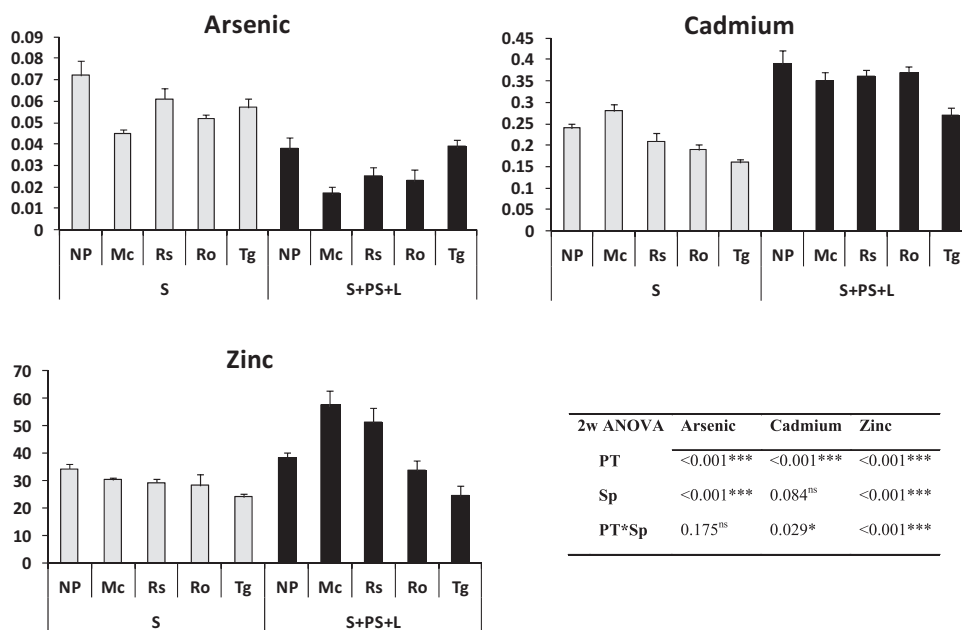 Arsenic
0.09
0.08
0.07
0.06
0.05
0.04
0.03
0.02
0.01
0
NP Mc Rs Ro Tg NP Mc Rs Ro Tg
S S+PS+L
Cadmium
0.45
0.4
0.35
0.3
0.25
0.2
0.15
0.1
0.05
0
NP Mc Rs Ro Tg NP Mc Rs Ro Tg
S S+PS+L
Zinc
70
60
50
40
30
20
10
0
NP Mc Rs Ro Tg NP Mc Rs Ro Tg
S S+PS+L
2w ANOVA Arsenic Cadmium Zinc
PT <0.001*** <0.001*** <0.001***
Sp <0.001*** 0.084ns <0.001***
PT*Sp 0.175ns 0.029* <0.001***